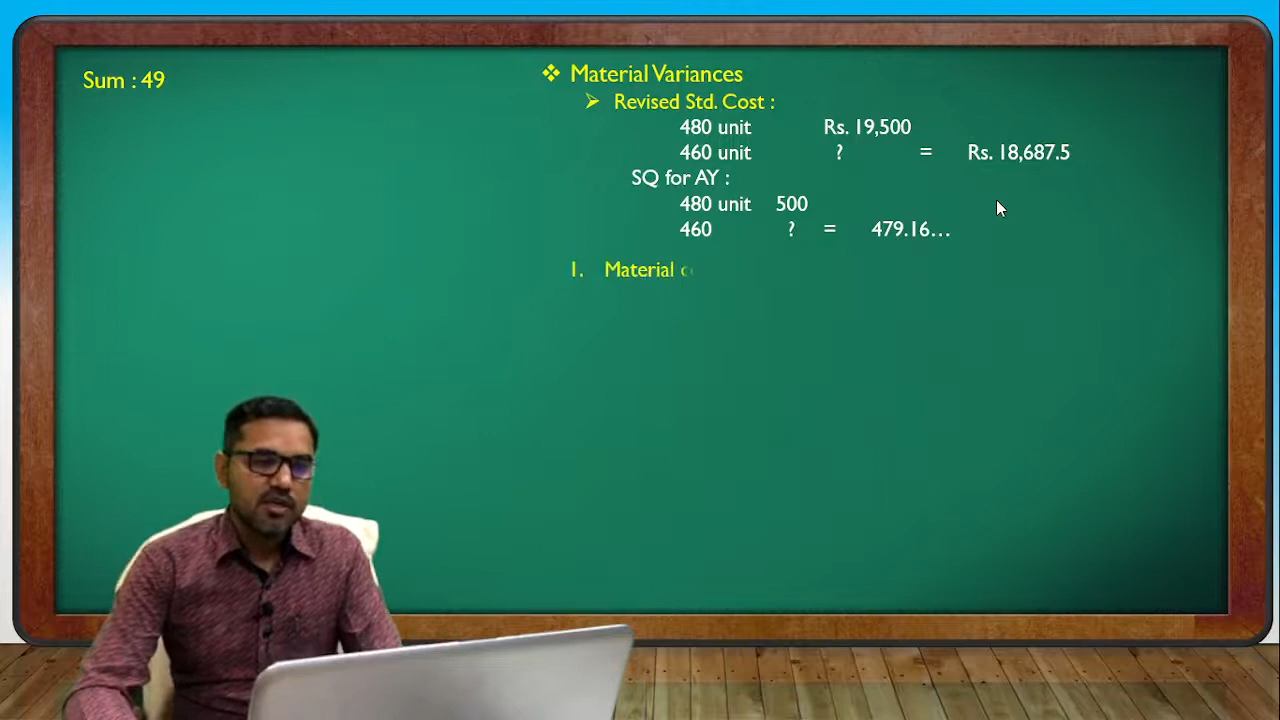 Sum : 49
❖ Material Variances
➢ Revised Std. Cost :
480 unit Rs. 19,500
460 unit ? = Rs. 18,687.5
SQ for AY :
480 unit 500
460 ? = 479.16...
1. Material